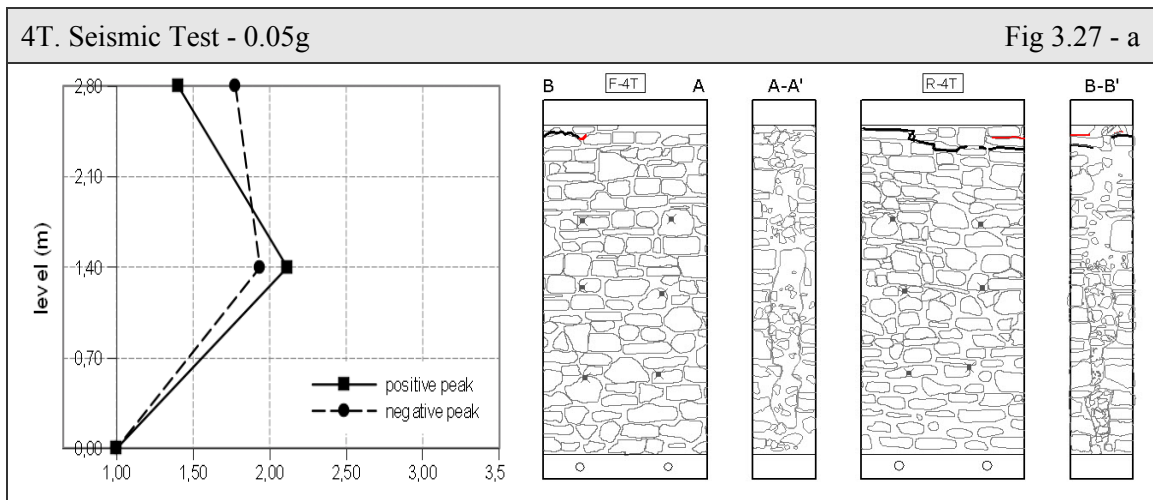 4T. Seismic Test - 0.05g Fig 3.27 - a
2,80
2,10
1,40
0,70
0,00
level (m)
1,00 1,50 2,00 2,50 3,00 3,5
positive peak
negative peak
B F-4T A
A-A'
R-4T
B-B'